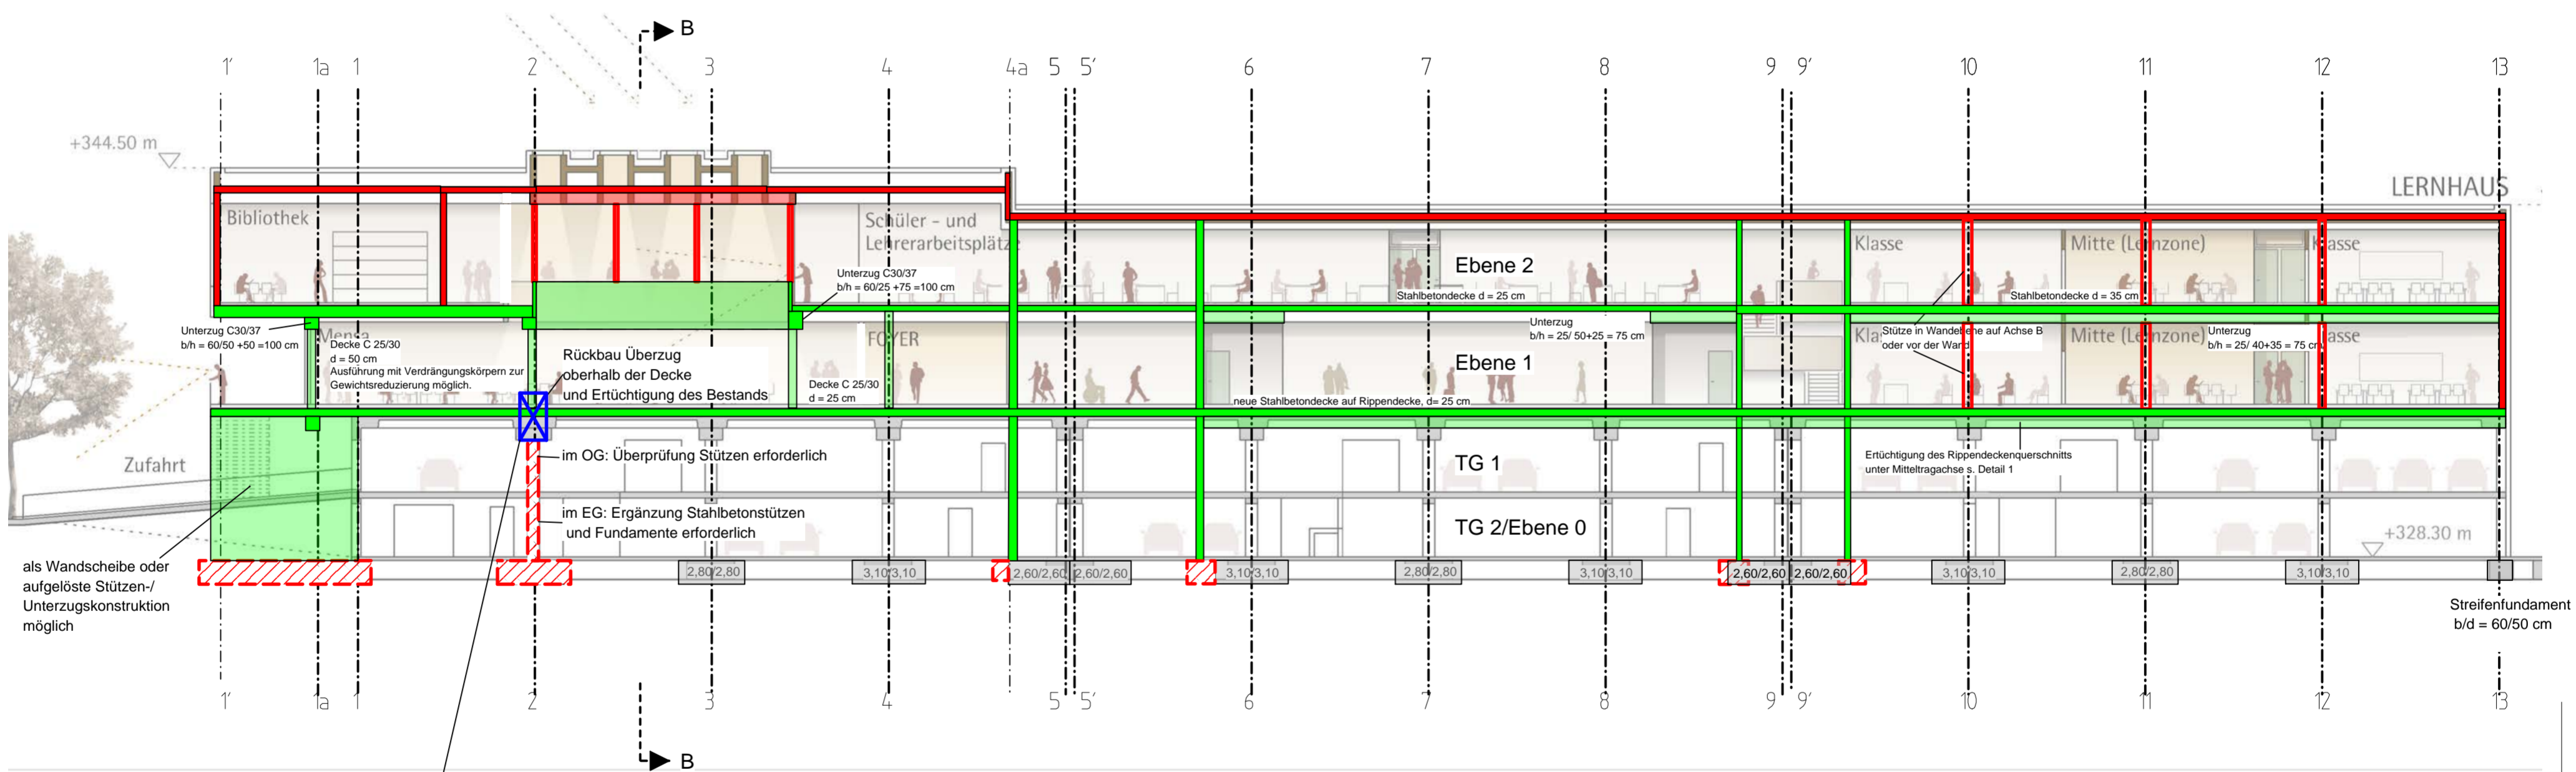 B
1'
1a
1
2
3
4
4a
5
5'
6
7
8
9
9'
10
11
12
13
+344.50 m
LERNHAUS
Bibliothek
Schüler - und
Lehrerarbeitsplätze
Klasse
Mitte (Lernzone)
Klasse
Ebene 2
Unterzug C30/37
b/h = 60/25 +75 =100 cm
Stahlbetondecke d = 25 cm
Stahlbetondecke d = 35 cm
Unterzug C30/37
b/h = 60/50 +50 =100 cm
Mensa
Decke C 25/30
d = 50 cm
Ausführung mit Verdrängungskörpern zur
Gewichtsreduzierung möglich.
Rückbau Überzug
oberhalb der Decke
und Ertüchtigung des Bestands
FOYER
Decke C 25/30
d = 25 cm
Ebene 1
Unterzug
b/h = 25/ 50+25 = 75 cm
Stütze in Wandebene auf Achse B
oder vor der Wand
Klasse
Mitte (Lernzone)
Unterzug
b/h = 25/ 40+35 = 75 cm
Klasse
neue Stahlbetondecke auf Rippendecke, d= 25 cm
Zufahrt
im OG: Überprüfung Stützen erforderlich
TG 1
Ertüchtigung des Rippendeckenquerschnitts
unter Mitteltragachse s. Detail 1
im EG: Ergänzung Stahlbetonstützen
und Fundamente erforderlich
TG 2/Ebene 0
+328.30 m
als Wandscheibe oder
aufgelöste Stützen-/
Unterzugskonstruktion
möglich
2,80/2,80
3,10/3,10
2,60/2,60
2,60/2,60
3,10/3,10
2,80/2,80
3,10/3,10
2,60/2,60
2,60/2,60
3,10/3,10
2,80/2,80
3,10/3,10
Streifenfundament
b/d = 60/50 cm
1'
1a
1
2
3
4
5
5'
6
7
8
9
9'
10
11
12
13
B